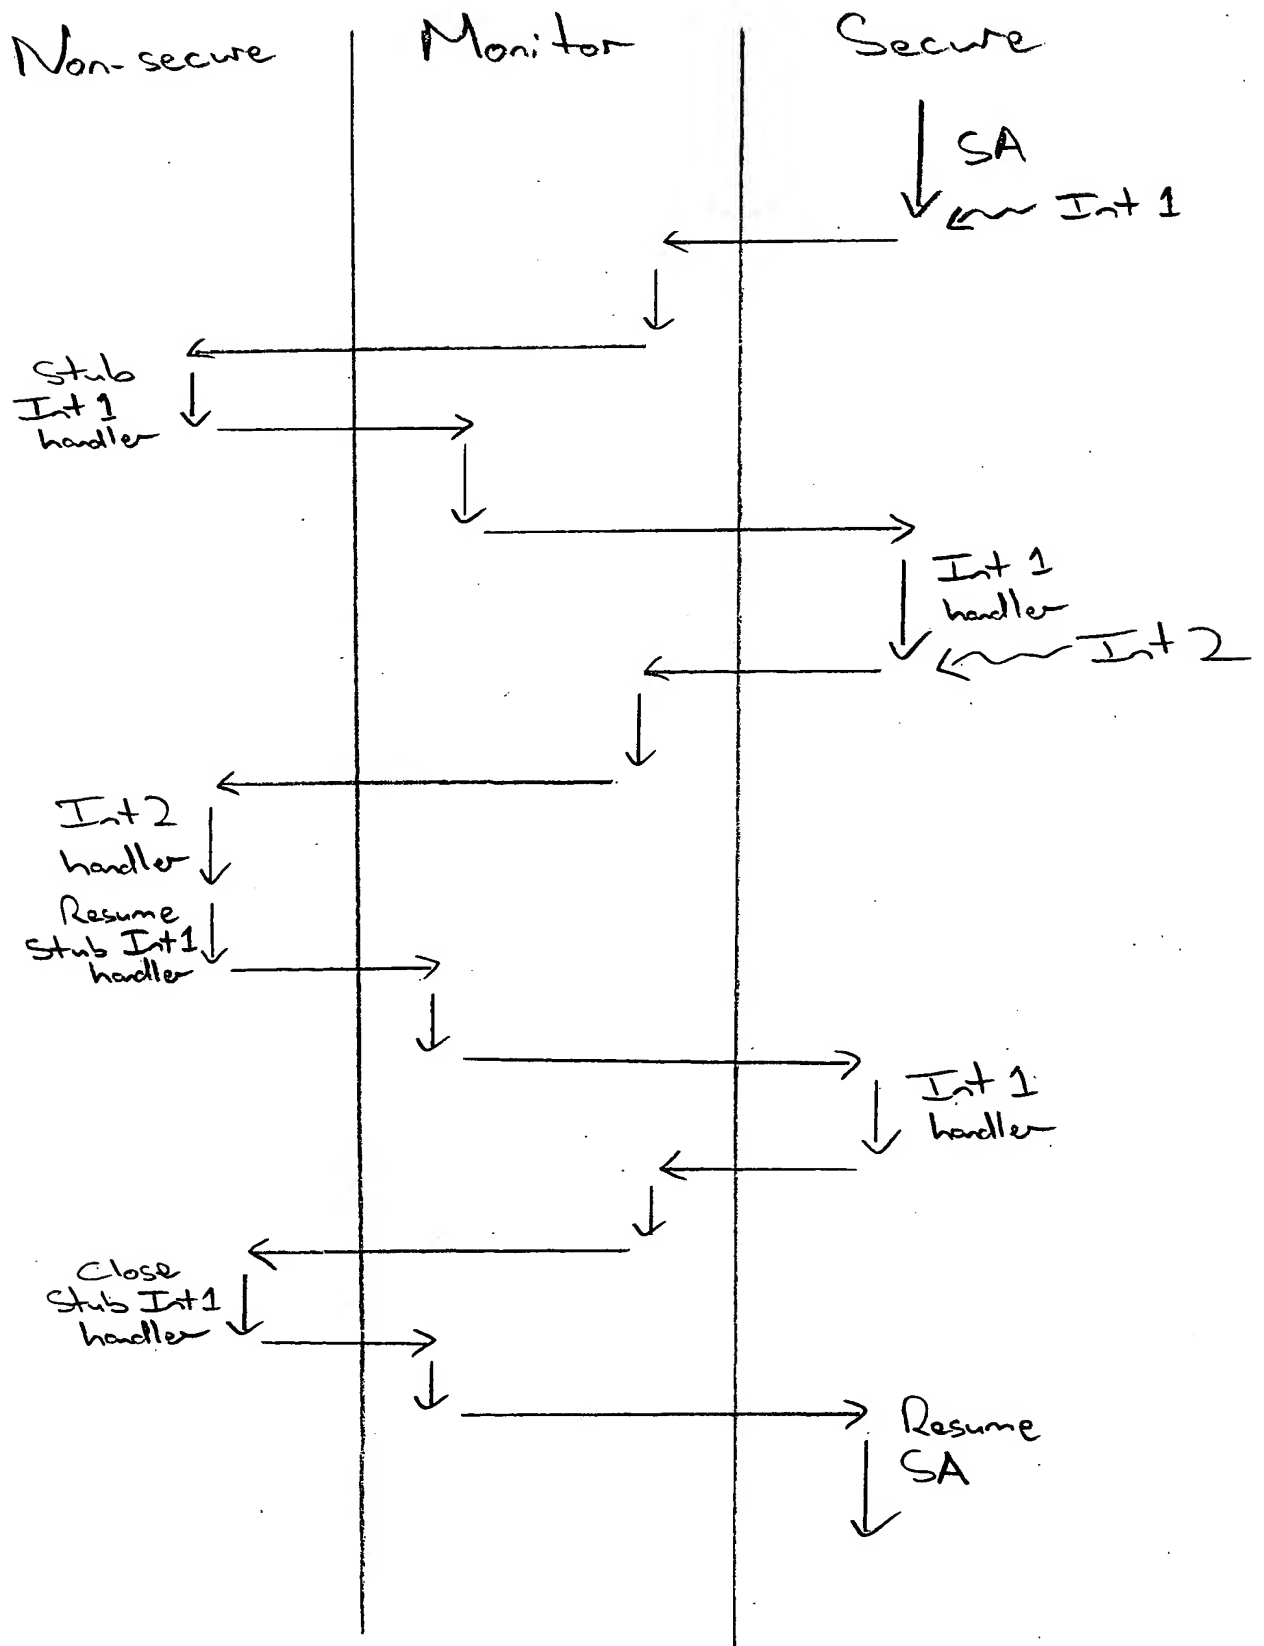 Non-secure
Monitor
Secure
SA
Int 1
Stub
Int 1
handler
Int 1
handler
Int 2
Int 2
handler
Resume
Stub Int 1
handler
Int 1
handler
Close
Stub Int 1
handler
Resume
SA